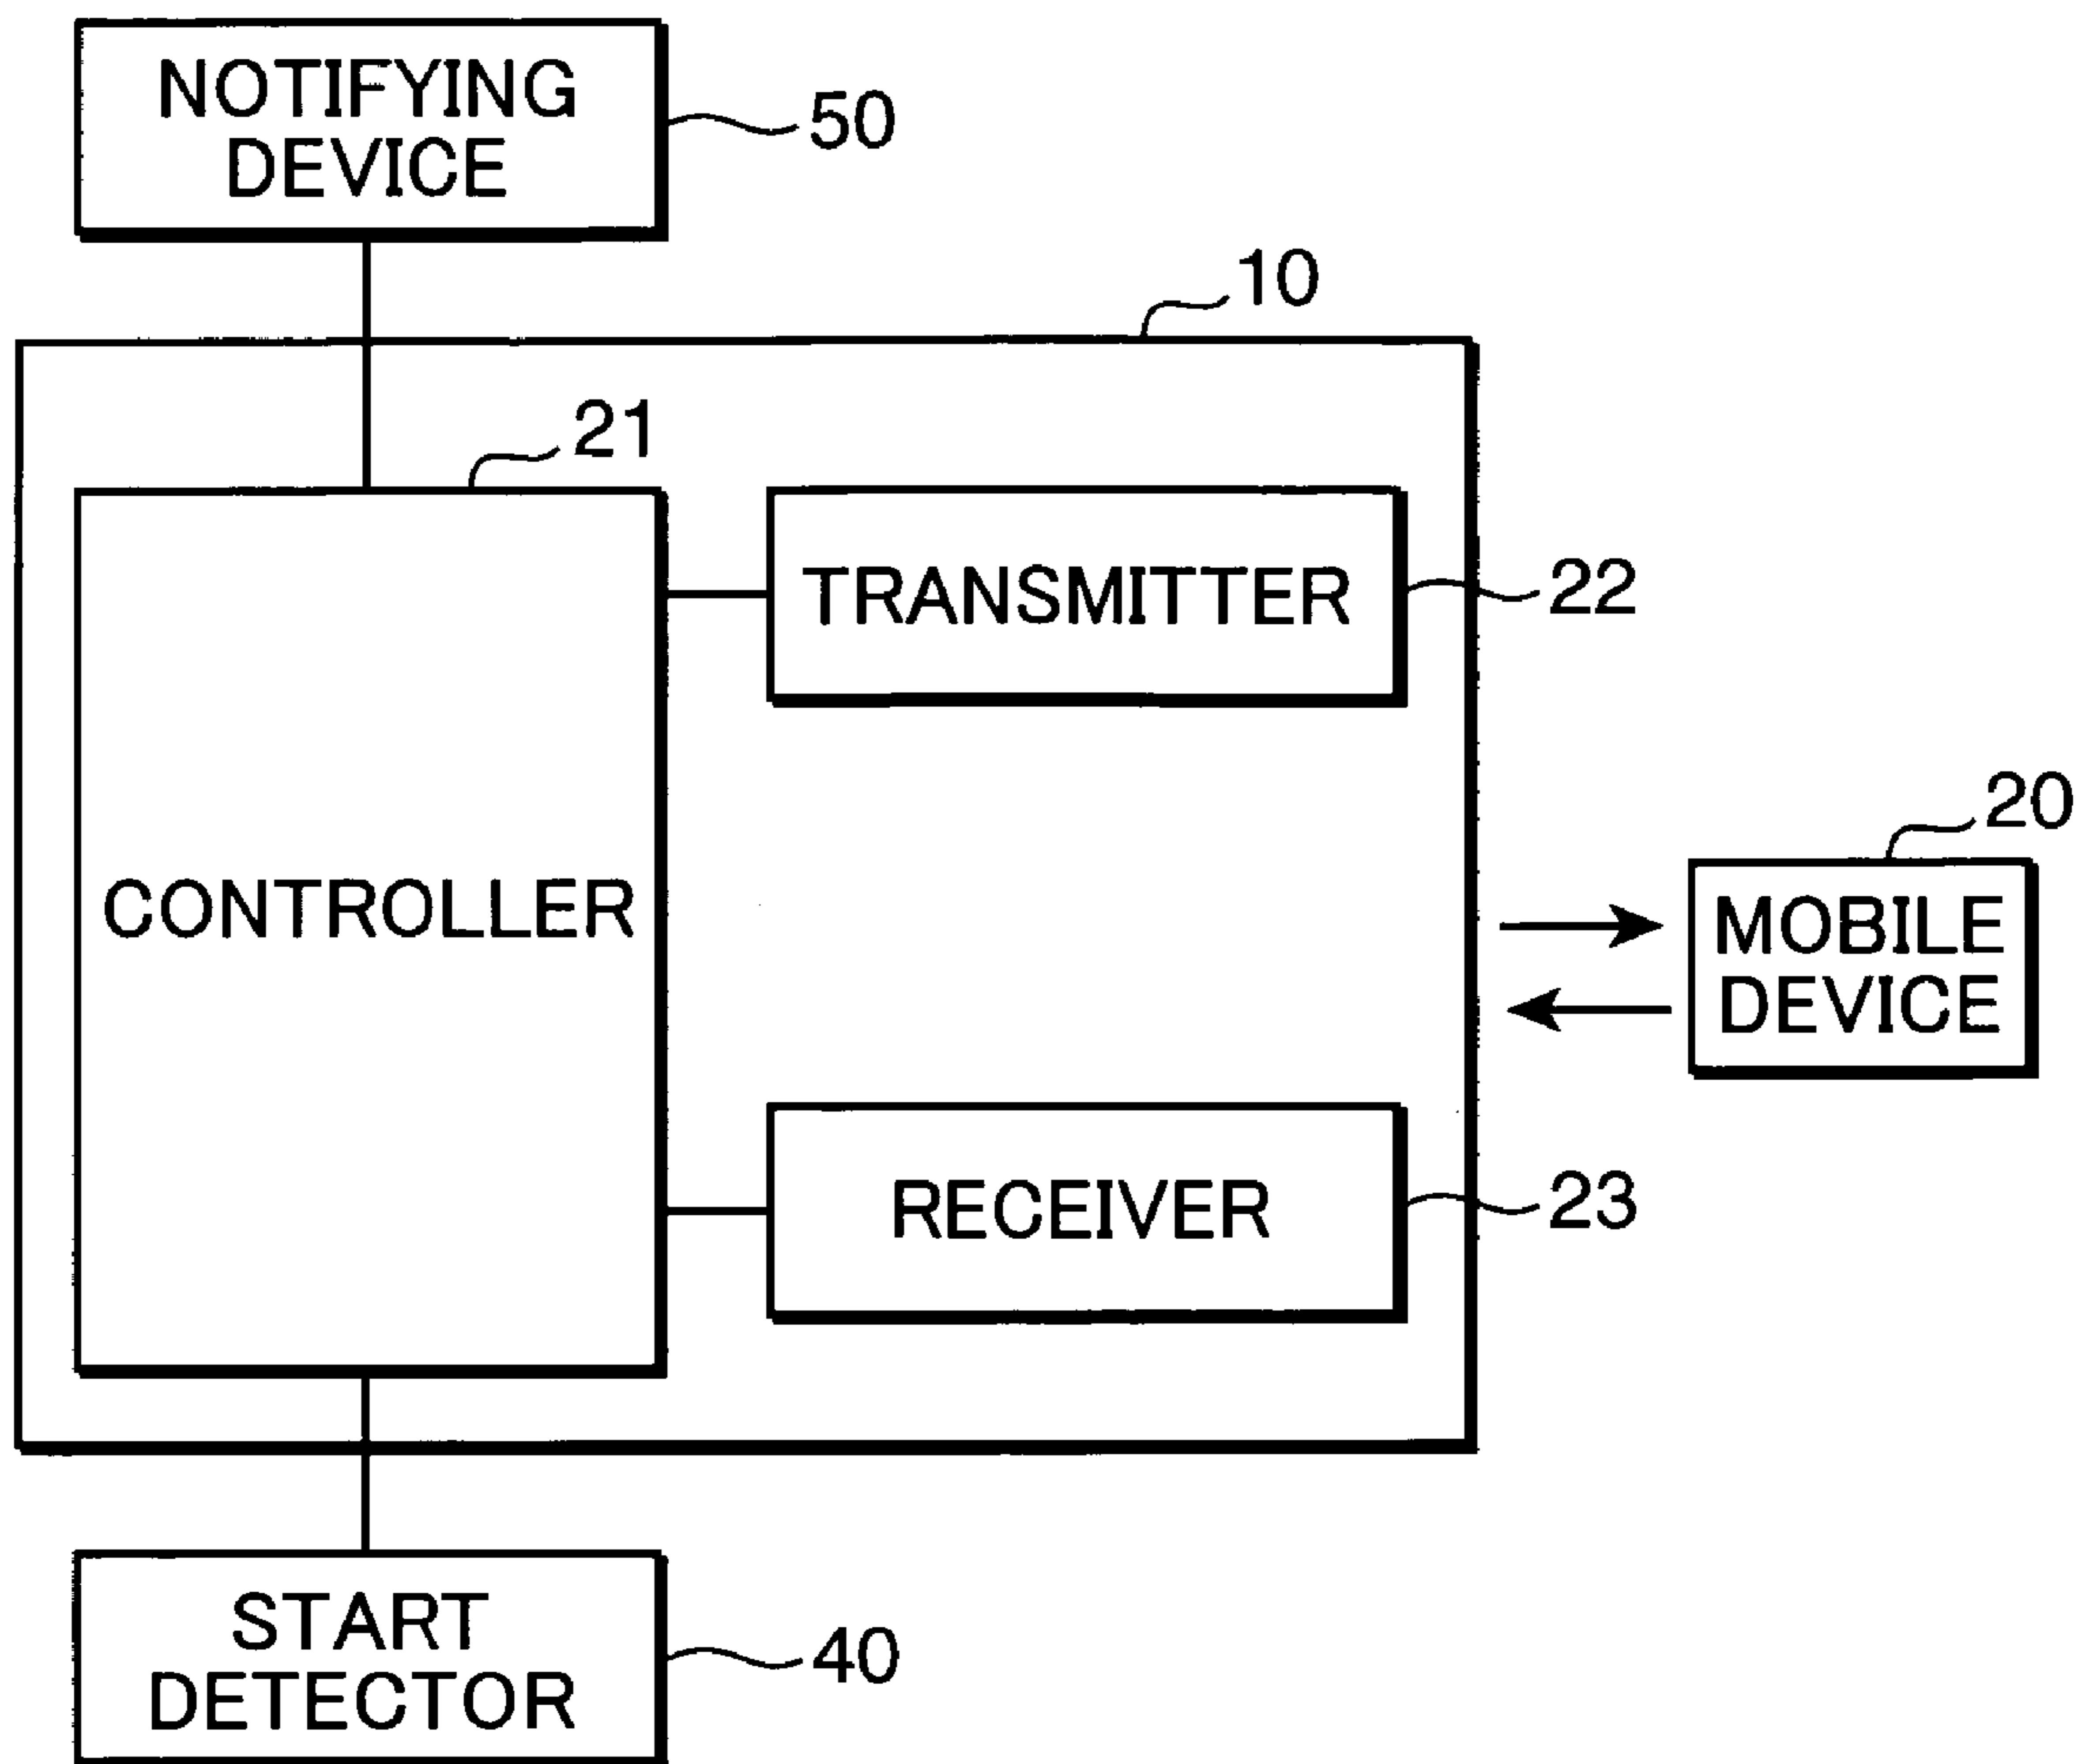 NOTIFYING
DEVICE
50
10
21
TRANSMITTER
22
CONTROLLER
20
MOBILE
DEVICE
RECEIVER
23
START
DETECTOR
40